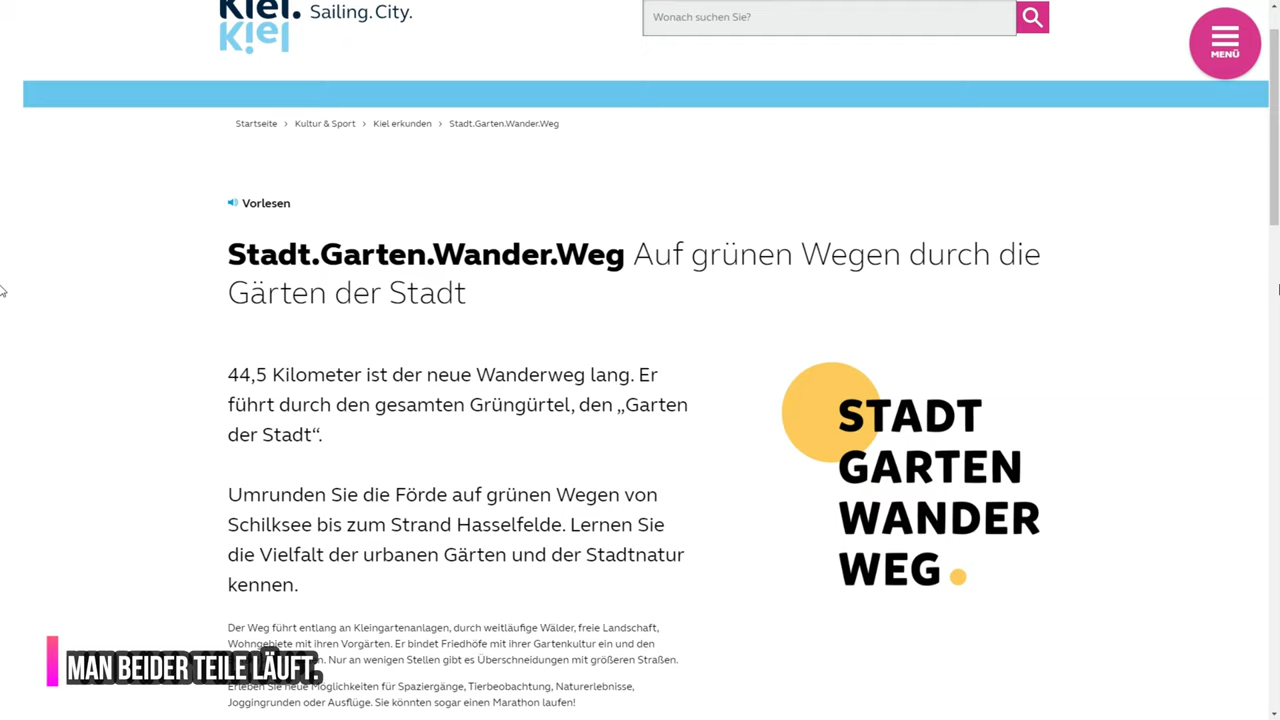 Kiel. Sailing.City.
Kiel
Wonach suchen Sie?
MENÜ
Startseite › Kultur & Sport › Kiel erkunden › Stadt.Garten.Wander.Weg
Vorlesen
Stadt.Garten.Wander.Weg Auf grünen Wegen durch die
Gärten der Stadt
44,5 Kilometer ist der neue Wanderweg lang. Er
führt durch den gesamten Grüngürtel, den „Garten
der Stadt“.
Umrunden Sie die Förde auf grünen Wegen von
Schilksee bis zum Strand Hasselfelde. Lernen Sie
die Vielfalt der urbanen Gärten und der Stadtnatur
kennen.
STADT
GARTEN
WANDER
WEG.
Der Weg führt entlang an Kleingartenanlagen, durch weitläufige Wälder, freie Landschaft,
Wohngebiete mit ihren Vorgärten. Er bindet Friedhöfe mit ihrer Gartenkultur ein und den
Nur an wenigen Stellen gibt es Überschneidungen mit größeren Straßen.
Erleben Sie neue Möglichkeiten für Spaziergänge, Tierbeobachtung, Naturerlebnisse,
Joggingrunden oder Ausflüge. Sie könnten sogar einen Marathon laufen!
MAN BEIDER TEILE LÄUFT.